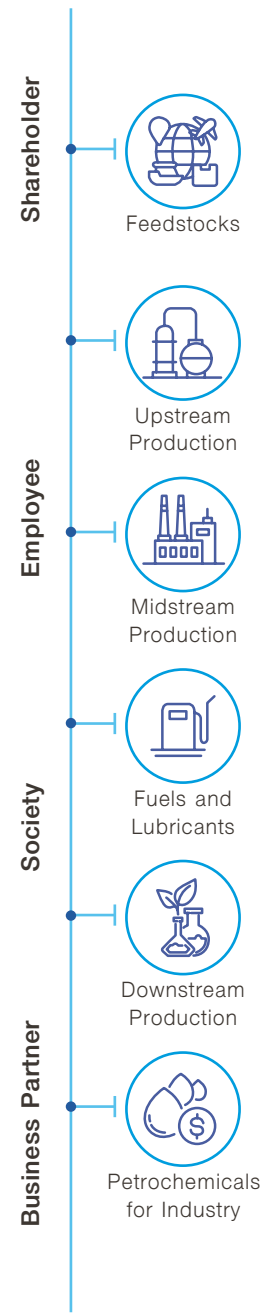 Shareholder
Feedstocks
Upstream
Production
Employee
Midstream
Production
Fuels and
Lubricants
Society
Downstream
Production
Business Partner
Petrochemicals
for Industry
$